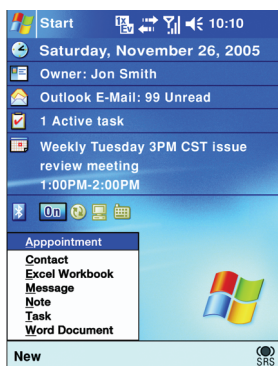 Start 1X Ev 10:10
Saturday, November 26, 2005
Owner: Jon Smith
Outlook E-Mail: 99 Unread
1 Active task
Weekly Tuesday 3PM CST issue
review meeting
1:00PM-2:00PM
On
Apppointment
Contact
Excel Workbook
Message
Note
Task
Word Document
New
SRS